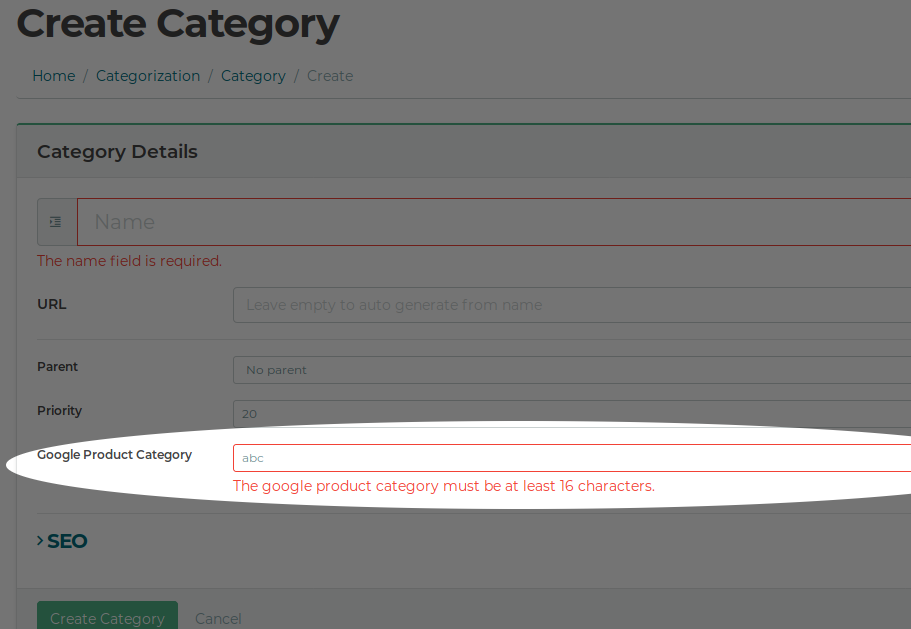 Create Category
Home / Categorization / Category / Create
Category Details
Name
The name field is required.
URL Leave empty to auto generate from name
Parent No parent
Priority 20
Google Product Category abc
The google product category must be at least 16 characters.
> SEO
Create Category Cancel